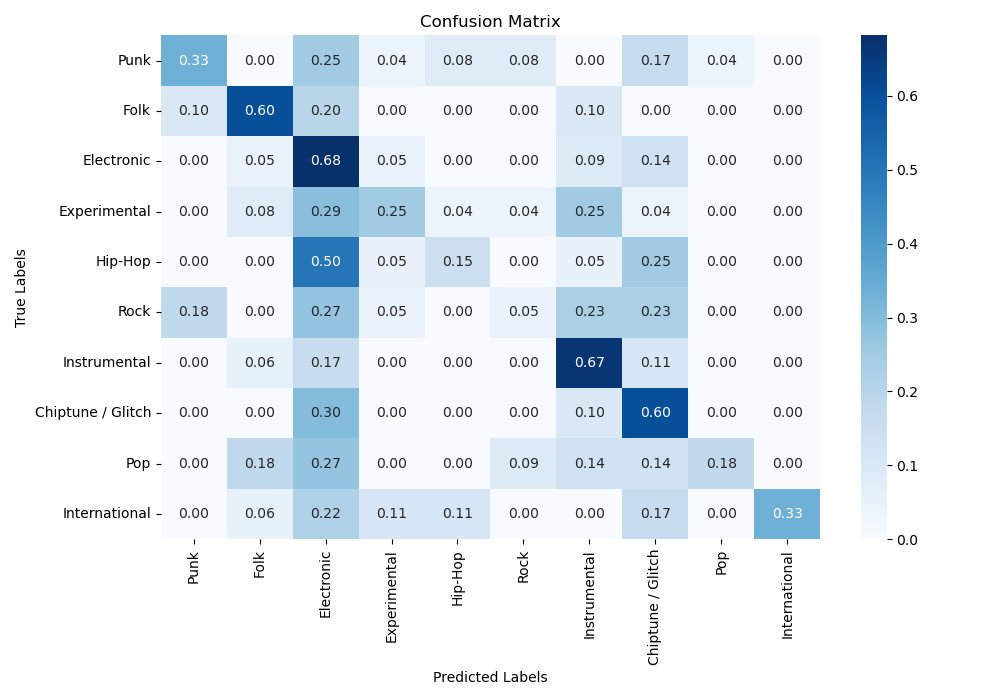 Confusion Matrix
Punk 0.33 0.00 0.25 0.04 0.08 0.08 0.00 0.17 0.04 0.00
Folk 0.10 0.60 0.20 0.00 0.00 0.00 0.10 0.00 0.00 0.00
Electronic 0.00 0.05 0.68 0.05 0.00 0.00 0.09 0.14 0.00 0.00
Experimental 0.00 0.08 0.29 0.25 0.04 0.04 0.25 0.04 0.00 0.00
Hip-Hop 0.00 0.00 0.50 0.05 0.15 0.00 0.05 0.25 0.00 0.00
Rock 0.18 0.00 0.27 0.05 0.00 0.05 0.23 0.23 0.00 0.00
Instrumental 0.00 0.06 0.17 0.00 0.00 0.00 0.67 0.11 0.00 0.00
Chiptune / Glitch 0.00 0.00 0.30 0.00 0.00 0.00 0.10 0.60 0.00 0.00
Pop 0.00 0.18 0.27 0.00 0.00 0.09 0.14 0.14 0.18 0.00
International 0.00 0.06 0.22 0.11 0.11 0.00 0.00 0.17 0.00 0.33
True Labels
Punk
Folk
Electronic
Experimental
Hip-Hop
Rock
Instrumental
Chiptune / Glitch
Pop
International
Predicted Labels
0.6
0.5
0.4
0.3
0.2
0.1
0.0